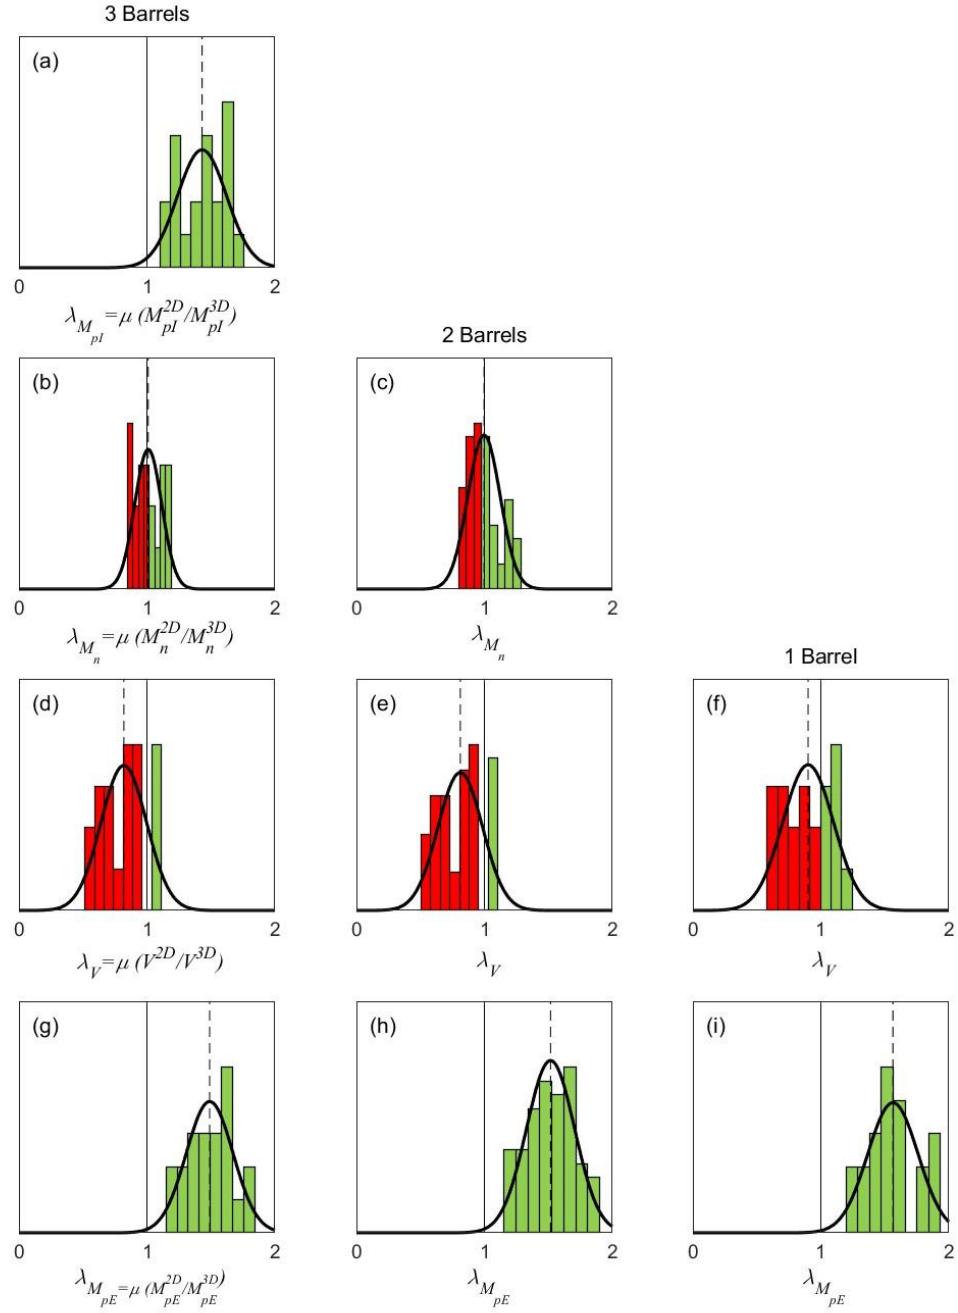 3 Barrels
(a)
0 1 2
λ_{M_{pI}}=μ (M_{pI}^{2D}/M_{pI}^{3D})
2 Barrels
(b) (c)
0 1 2 0 1 2
λ_{M_n}=μ (M_n^{2D}/M_n^{3D}) λ_{M_n}
1 Barrel
(d) (e) (f)
0 1 2 0 1 2 0 1 2
λ_V=μ (V^{2D}/V^{3D}) λ_V λ_V
(g) (h) (i)
0 1 2 0 1 2 0 1 2
λ_{M_{pE}}=μ (M_{pE}^{2D}/M_{pE}^{3D}) λ_{M_{pE}} λ_{M_{pE}}